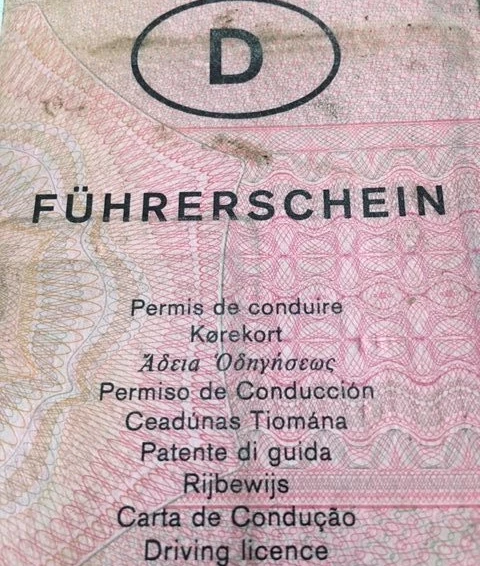 D
FÜHRERSCHEIN
Permis de conduire
Kørekort
Ἄδεια Ὁδηγήσεως
Permiso de Conducción
Ceadúnas Tiomána
Patente di guida
Rijbewijs
Carta de Condução
Driving licence